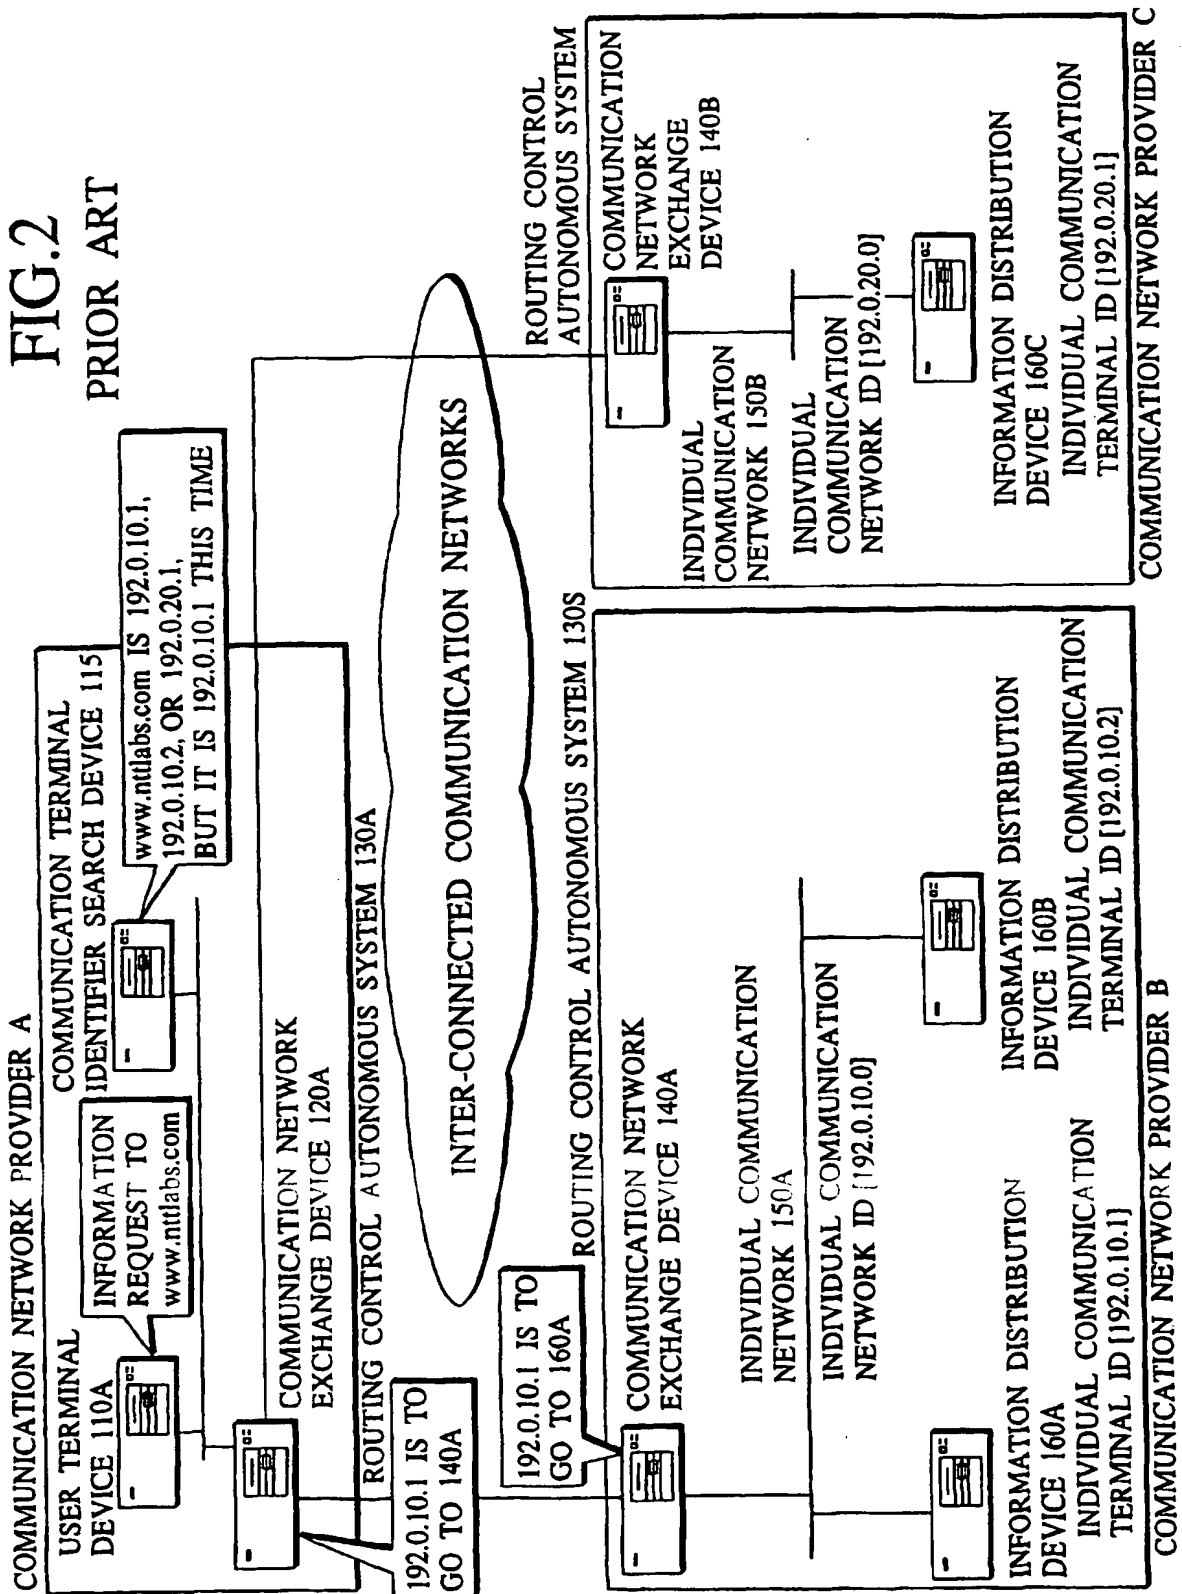 FIG.2
PRIOR ART
COMMUNICATION NETWORK PROVIDER A
USER TERMINAL
DEVICE 110A
INFORMATION
REQUEST TO
www.nttlabs.com
COMMUNICATION TERMINAL
IDENTIFIER SEARCH DEVICE 115
www.nttlabs.com IS 192.0.10.1,
192.0.10.2, OR 192.0.20.1,
BUT IT IS 192.0.10.1 THIS TIME
COMMUNICATION NETWORK
EXCHANGE DEVICE 120A
ROUTING CONTROL AUTONOMOUS SYSTEM 130A
192.0.10.1 IS TO
GO TO 140A
INTER-CONNECTED COMMUNICATION NETWORKS
192.0.10.1 IS TO
GO TO 160A
ROUTING CONTROL AUTONOMOUS SYSTEM 130S
COMMUNICATION NETWORK
EXCHANGE DEVICE 140A
INDIVIDUAL COMMUNICATION
NETWORK 150A
INDIVIDUAL COMMUNICATION
NETWORK ID [192.0.10.0]
INFORMATION DISTRIBUTION
DEVICE 160A
INDIVIDUAL COMMUNICATION
TERMINAL ID [192.0.10.1]
INFORMATION DISTRIBUTION
DEVICE 160B
INDIVIDUAL COMMUNICATION
TERMINAL ID [192.0.10.2]
COMMUNICATION NETWORK PROVIDER B
ROUTING CONTROL
AUTONOMOUS SYSTEM
COMMUNICATION
NETWORK
EXCHANGE
DEVICE 140B
INDIVIDUAL
COMMUNICATION
NETWORK 150B
INDIVIDUAL
COMMUNICATION
NETWORK ID [192.0.20.0]
INFORMATION DISTRIBUTION
DEVICE 160C
INDIVIDUAL COMMUNICATION
TERMINAL ID [192.0.20.1]
COMMUNICATION NETWORK PROVIDER C